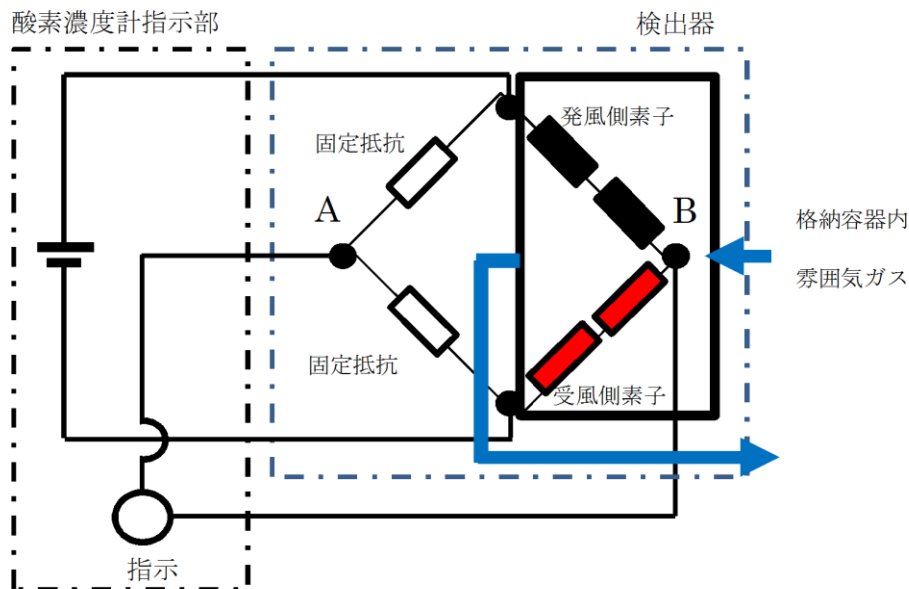 酸素濃度計指示部
検出器
発風側素子
固定抵抗
A
B
格納容器内
雰囲気ガス
固定抵抗
受風側素子
指示